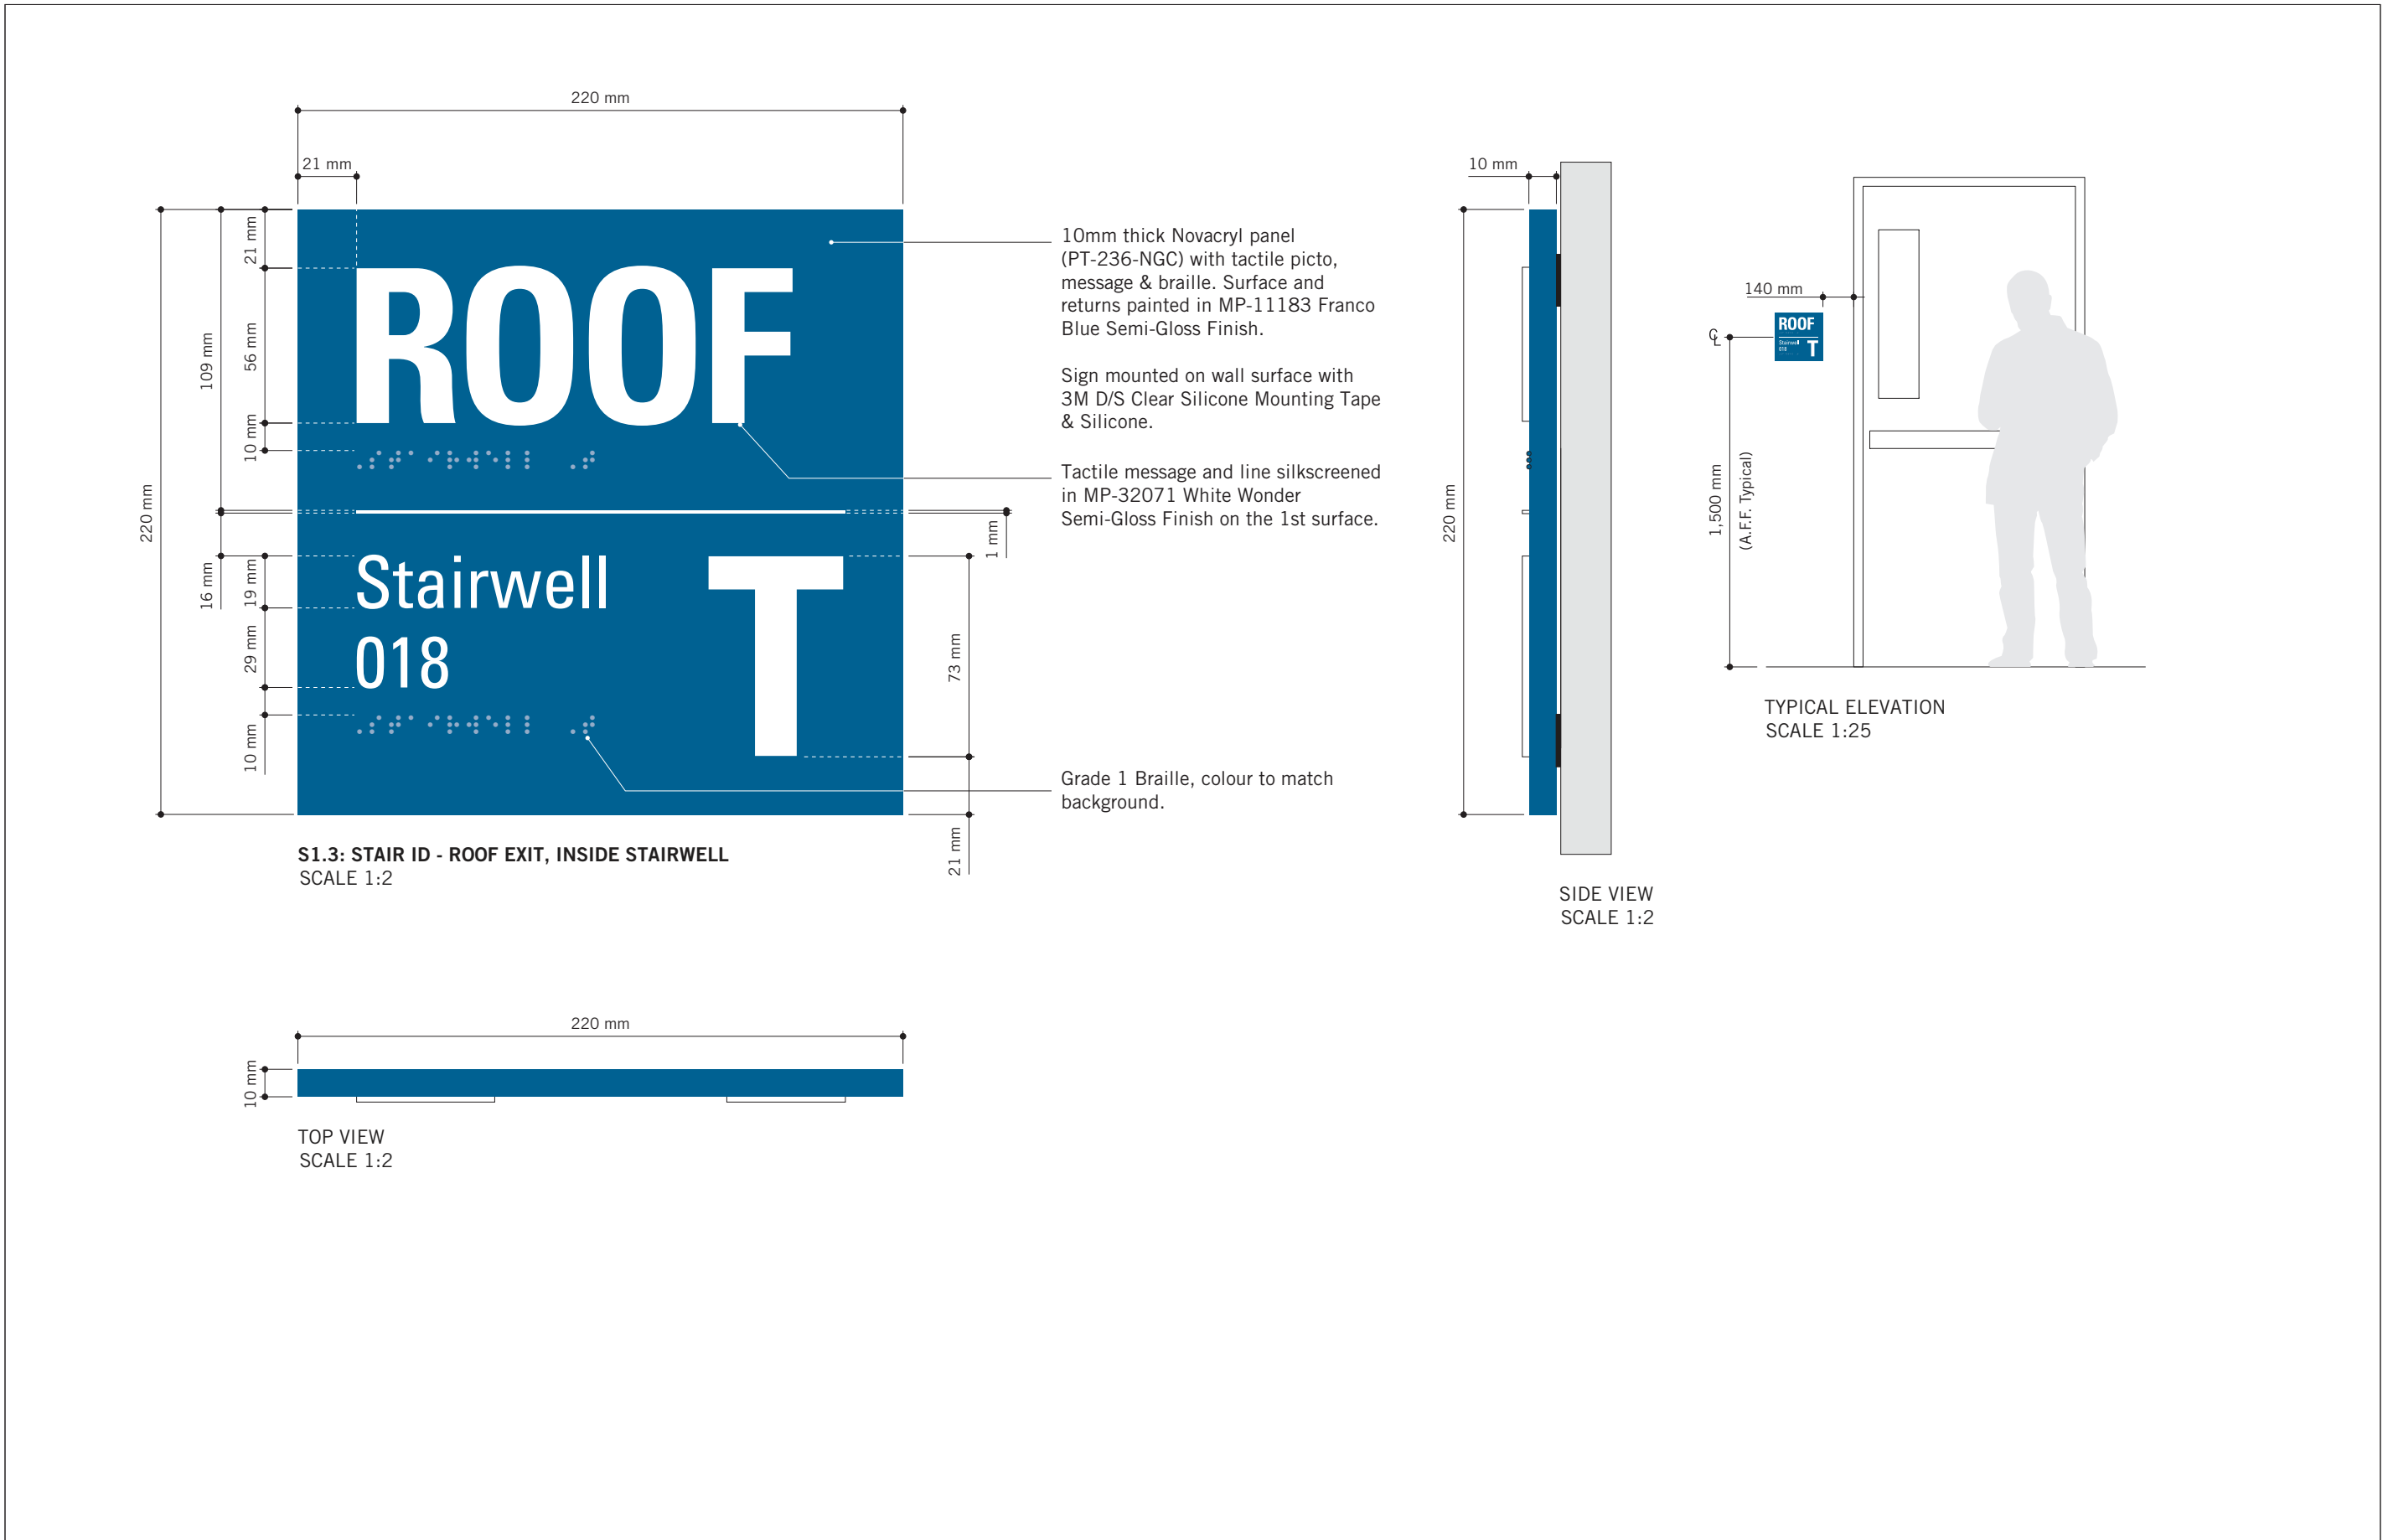 220 mm
21 mm
10 mm
220 mm
109 mm
21 mm
56 mm
10 mm
16 mm
19 mm
29 mm
10 mm
ROOF
Stairwell
018
T
1 mm
73 mm
21 mm
10mm thick Novacryl panel
(PT-236-NGC) with tactile picto,
message & braille. Surface and
returns painted in MP-11183 Franco
Blue Semi-Gloss Finish.
Sign mounted on wall surface with
3M D/S Clear Silicone Mounting Tape
& Silicone.
Tactile message and line silkscreened
in MP-32071 White Wonder
Semi-Gloss Finish on the 1st surface.
Grade 1 Braille, colour to match
background.
S1.3: STAIR ID - ROOF EXIT, INSIDE STAIRWELL
SCALE 1:2
220 mm
SIDE VIEW
SCALE 1:2
140 mm
℄
ROOF
Stairwell
018
T
1,500 mm
(A.F.F. Typical)
TYPICAL ELEVATION
SCALE 1:25
220 mm
10 mm
TOP VIEW
SCALE 1:2